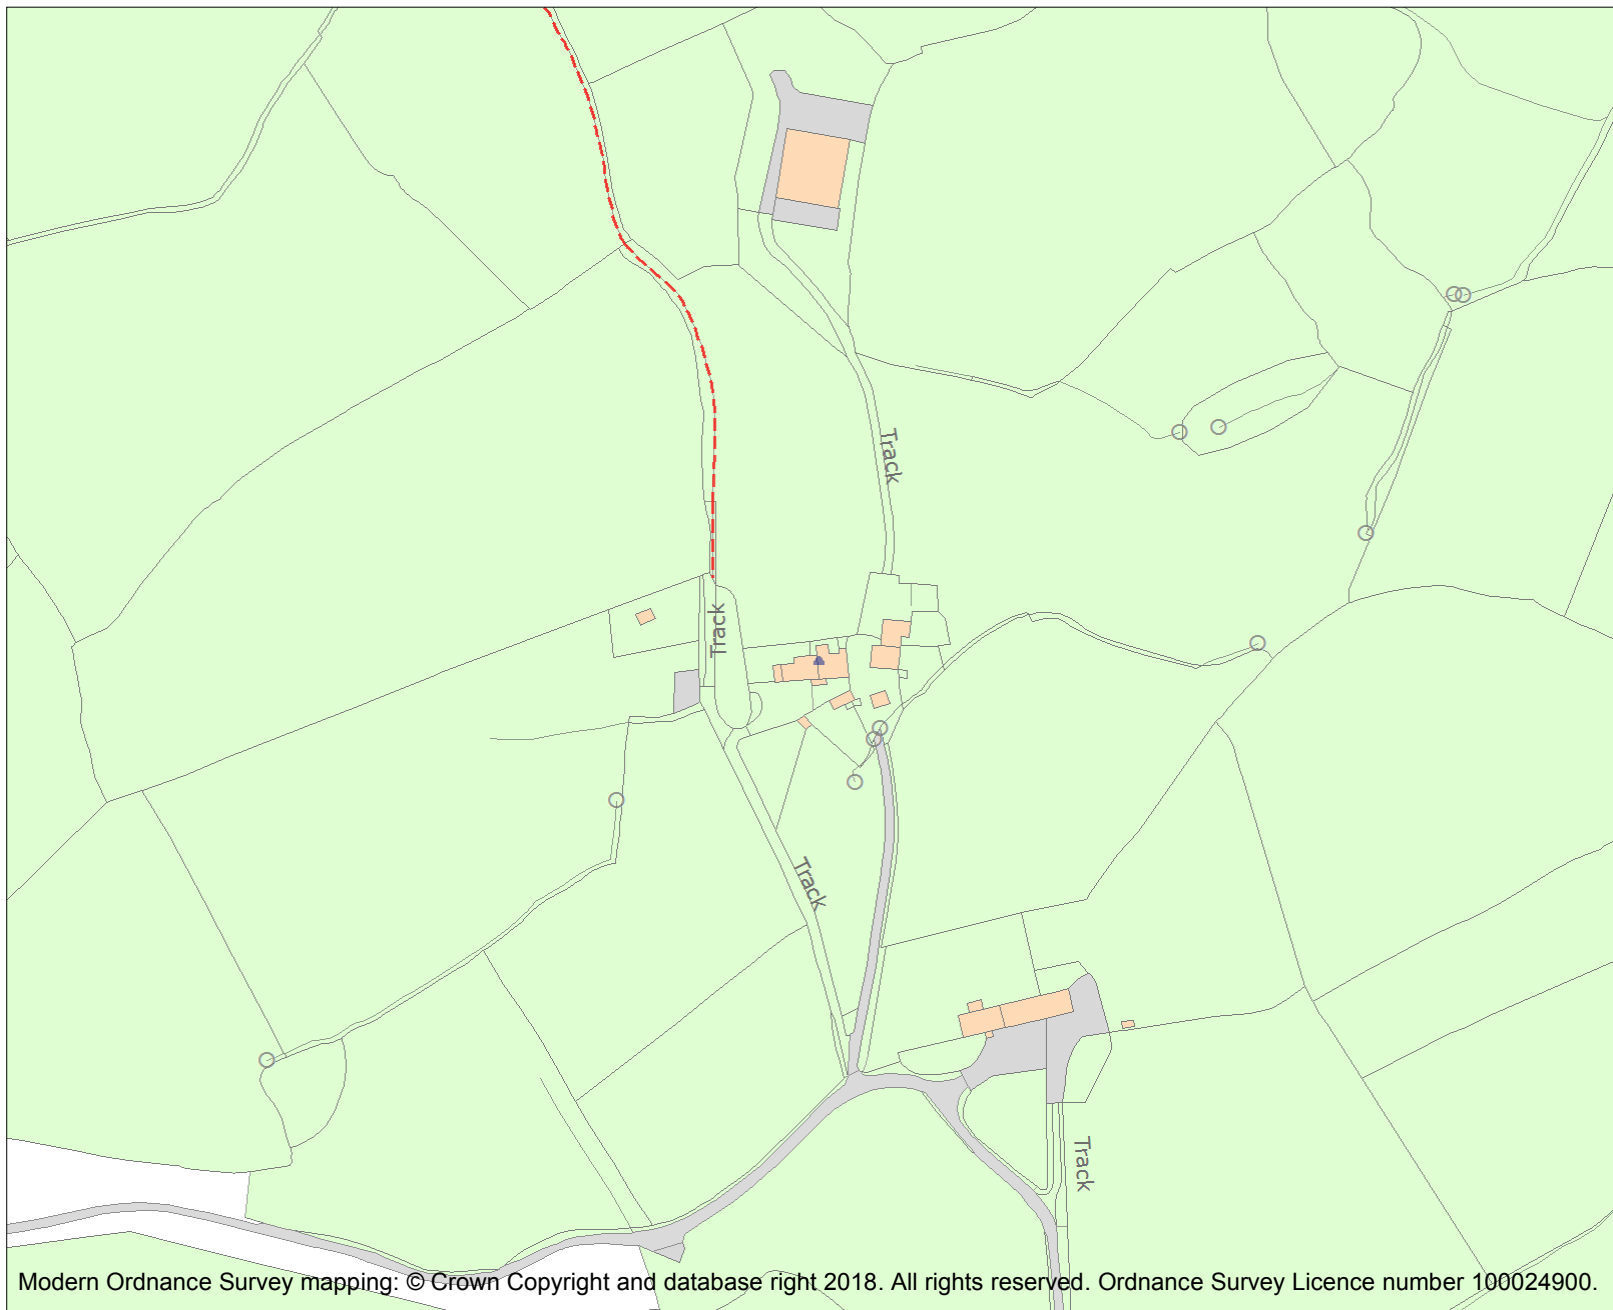 Track
Track
Track
Track
Modern Ordnance Survey mapping: © Crown Copyright and database right 2018. All rights reserved. Ordnance Survey Licence number 100024900.